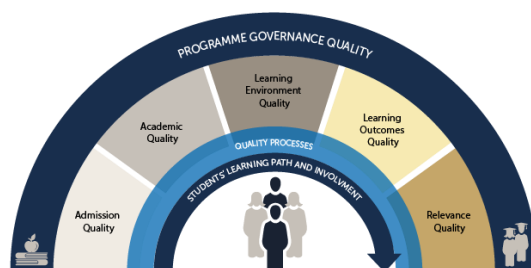 PROGRAMME GOVERNANCE QUALITY
Admission
Quality
Academic
Quality
Learning
Environment
Quality
Learning
Outcomes
Quality
Relevance
Quality
QUALITY PROCESSES
STUDENTS' LEARNING PATH AND INVOLVMENT